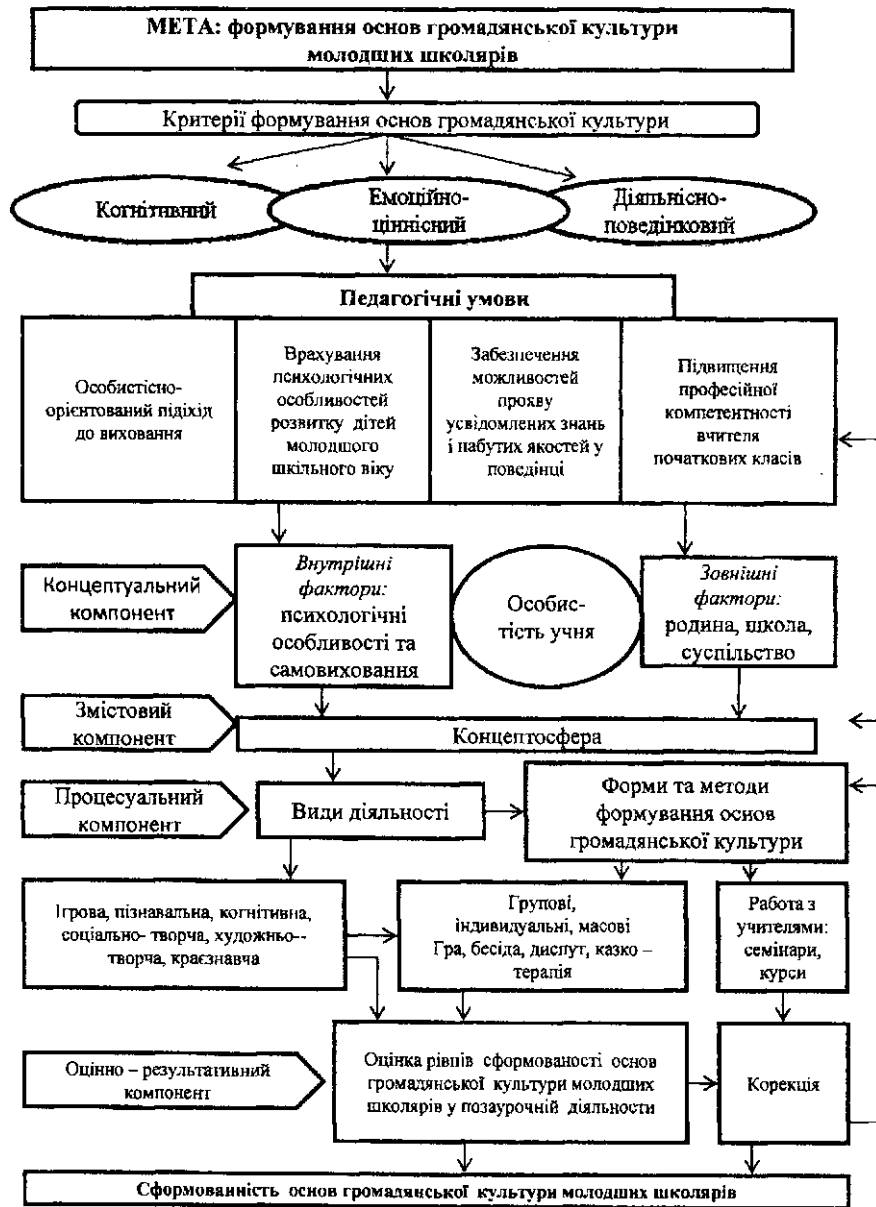 МЕТА: формування основ громадянської культури
молодших школярів
Критерії формування основ громадянської культури
Когнітивний
Емоційно-
ціннісний
Діяльнісно-
поведінковий
Педагогічні умови
Особистісно-
орієнтований підіхід
до виховання
Врахування
психологічних
особливостей
розвитку дітей
молодшого
шкільного віку
Забезпечення
можливостей
прояву
усвідомлених знань
і набутих якостей у
поведінці
Підвищення
професійної
компетентності
вчителя
початкових класів
Концептуальний
компонент
Внутрішні
фактори:
психологічні
особливості та
самовиховання
Особис-
тість учня
Зовнішні
фактори:
родина, школа,
суспільство
Змістовий
компонент
Концептосфера
Процесуальний
компонент
Види діяльності
Форми та методи
формування основ
громадянської культури
Ігрова, пізнавальна, когнітивна,
соціально- творча, художньо--
творча, краєзнавча
Групові,
індивидуальні, масові
Гра, бесіда, диспут, казко –
терапія
Работа з
учителями:
семінари,
курси
Оцінно – результативний
компонент
Оцінка рівнів сформованості основ
громадянської культури молодших
школярів у позаурочній діяльности
Корекція
Сформованність основ громадянської культури молодших школярів